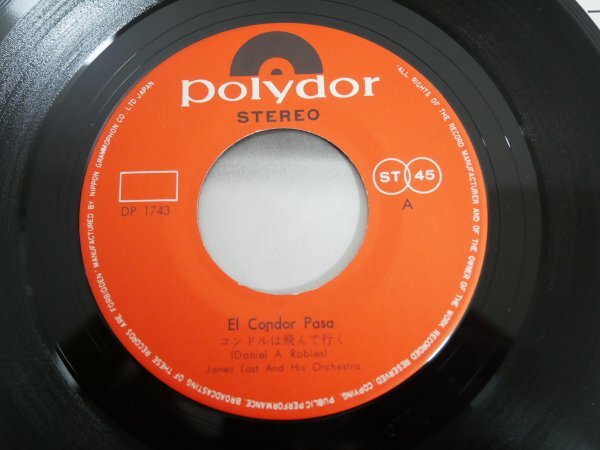 polydor
STEREO
ST 45
DP 1743
A
El Condor Pasa
コンドルは飛んで行く
(Daniel A. Robles)
James Last And His Orchestra
"ALL RIGHTS OF THE RECORD MANUFACTURER AND OF THE OWNER OF THE WORK RECORDED RESERVED. COPYING, PUBLIC PERFORMANCE, BROADCASTING OF THESE RECORDS ARE FORBIDDEN." MANUFACTURED BY NIPPON GRAMMOPHON CO. LTD. JAPAN